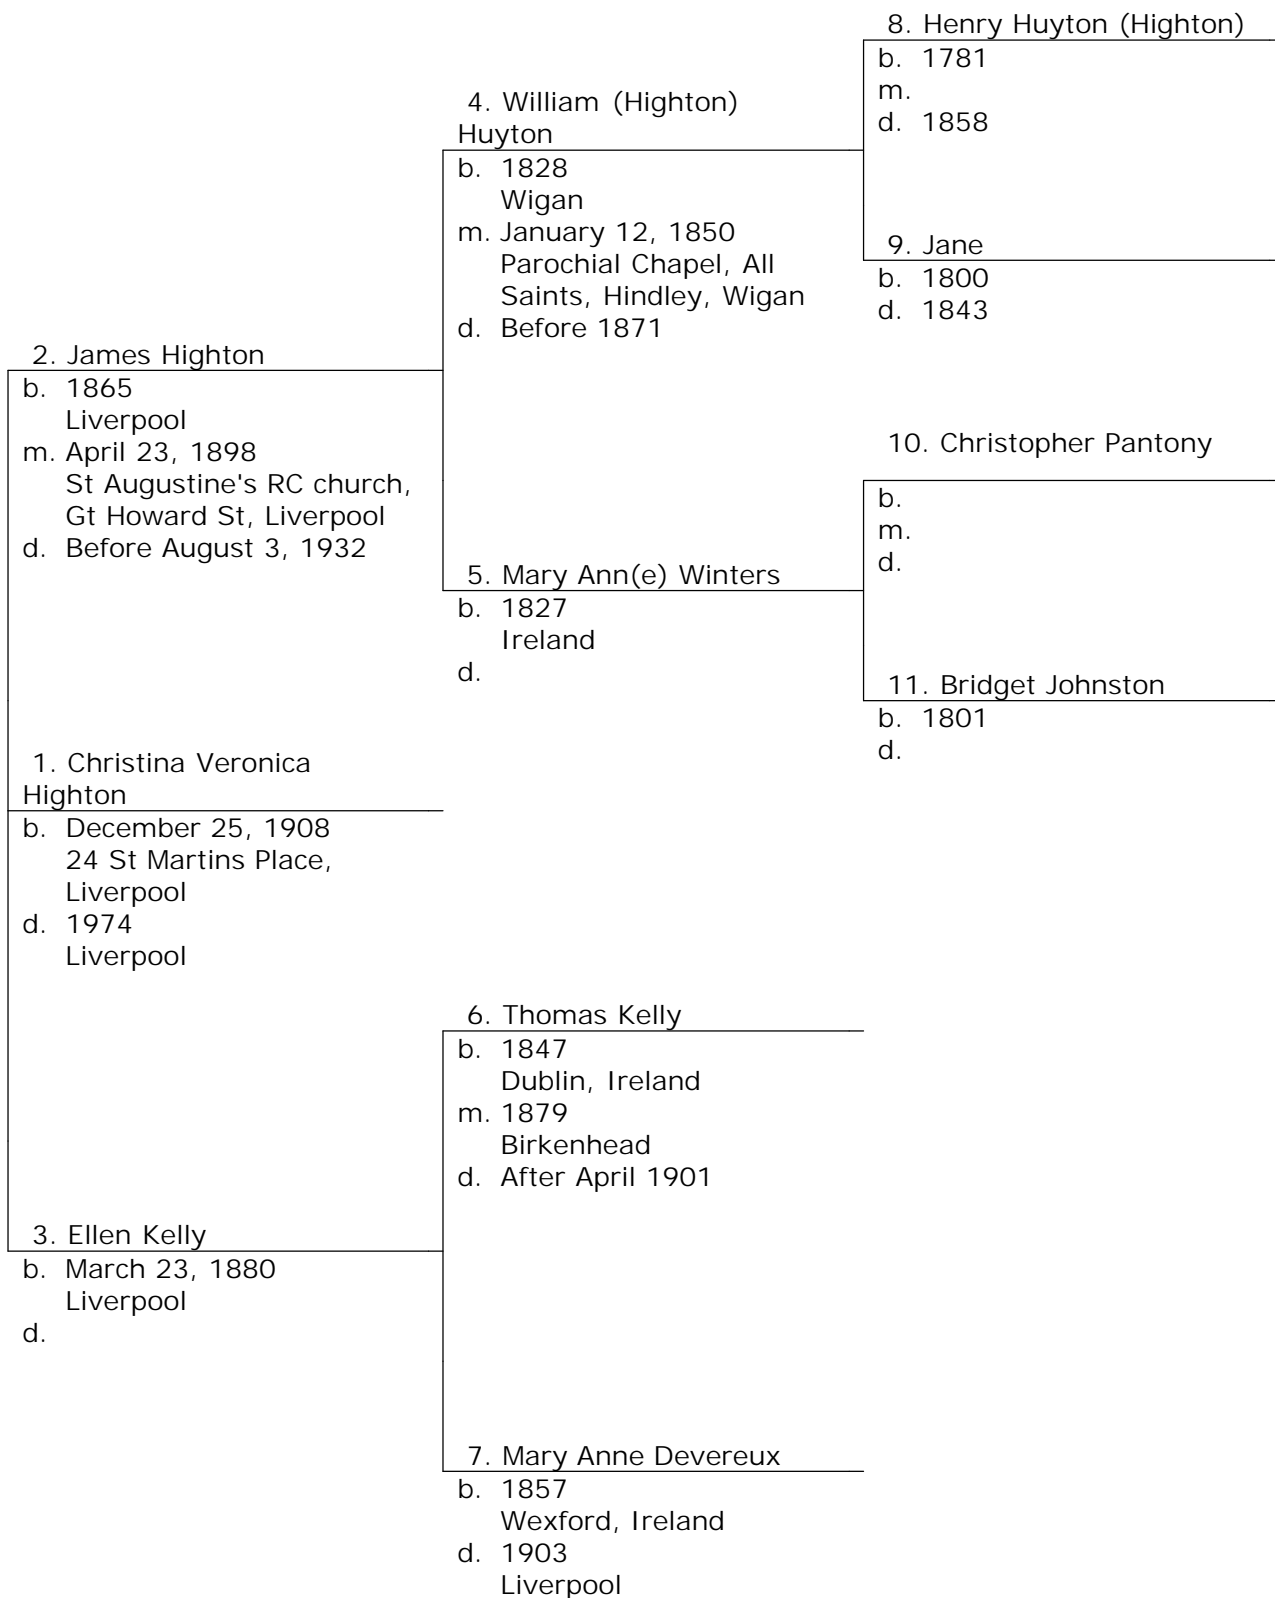 8. Henry Huyton (Highton)
b. 1781
m.
d. 1858
4. William (Highton)
Huyton
b. 1828
Wigan
m. January 12, 1850
Parochial Chapel, All
Saints, Hindley, Wigan
d. Before 1871
9. Jane
b. 1800
d. 1843
2. James Highton
b. 1865
Liverpool
m. April 23, 1898
St Augustine's RC church,
Gt Howard St, Liverpool
d. Before August 3, 1932
10. Christopher Pantony
b.
m.
d.
5. Mary Ann(e) Winters
b. 1827
Ireland
d.
11. Bridget Johnston
b. 1801
d.
1. Christina Veronica
Highton
b. December 25, 1908
24 St Martins Place,
Liverpool
d. 1974
Liverpool
6. Thomas Kelly
b. 1847
Dublin, Ireland
m. 1879
Birkenhead
d. After April 1901
3. Ellen Kelly
b. March 23, 1880
Liverpool
d.
7. Mary Anne Devereux
b. 1857
Wexford, Ireland
d. 1903
Liverpool